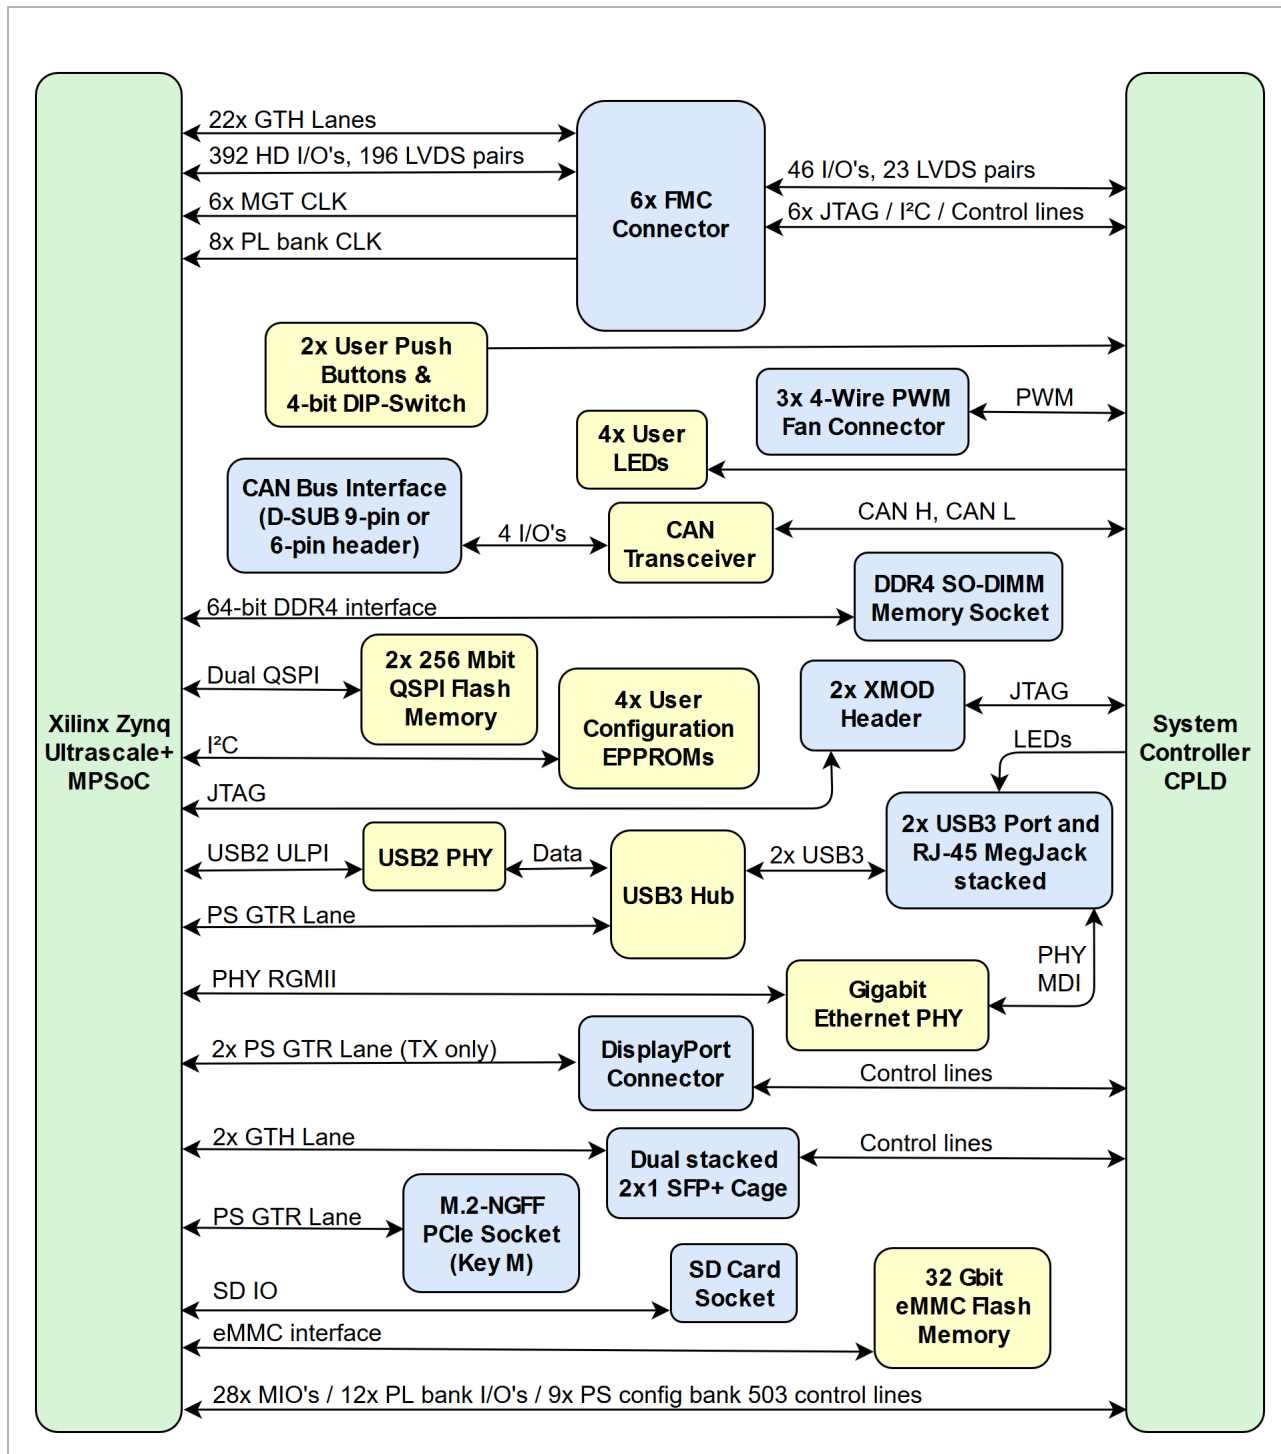 22x GTH Lanes
392 HD I/O's, 196 LVDS pairs
6x MGT CLK
8x PL bank CLK
6x FMC
Connector
46 I/O's, 23 LVDS pairs
6x JTAG / I²C / Control lines
2x User Push
Buttons &
4-bit DIP-Switch
3x 4-Wire PWM
Fan Connector
PWM
4x User
LEDs
CAN Bus Interface
(D-SUB 9-pin or
6-pin header)
4 I/O's
CAN
Transceiver
CAN H, CAN L
DDR4 SO-DIMM
Memory Socket
64-bit DDR4 interface
Dual QSPI
2x 256 Mbit
QSPI Flash
Memory
4x User
Configuration
EPPROMs
2x XMOD
Header
JTAG
LEDs
Xilinx Zynq
Ultrascale+
MPSoC
System
Controller
CPLD
I²C
JTAG
USB2 ULPI
USB2 PHY
Data
USB3 Hub
2x USB3
2x USB3 Port and
RJ-45 MegJack
stacked
PS GTR Lane
PHY
MDI
PHY RGMII
Gigabit
Ethernet PHY
2x PS GTR Lane (TX only)
DisplayPort
Connector
Control lines
2x GTH Lane
Dual stacked
2x1 SFP+ Cage
Control lines
PS GTR Lane
M.2-NGFF
PCIe Socket
(Key M)
SD IO
SD Card
Socket
32 Gbit
eMMC Flash
Memory
eMMC interface
28x MIO's / 12x PL bank I/O's / 9x PS config bank 503 control lines